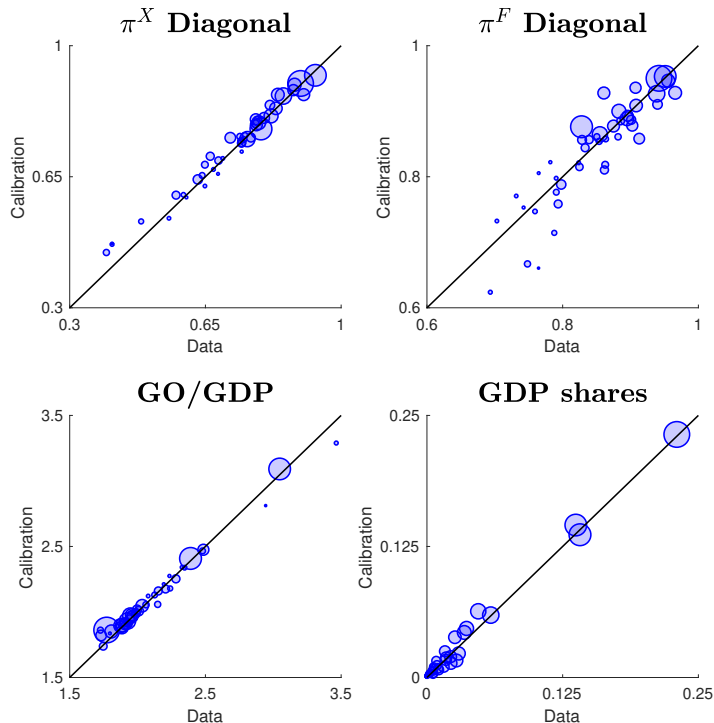 π^X Diagonal
1
0.65
0.3
0.3
0.65
1
Calibration
Data
π^F Diagonal
1
0.8
0.6
0.6
0.8
1
Calibration
Data
GO/GDP
3.5
2.5
1.5
1.5
2.5
3.5
Calibration
Data
GDP shares
0.25
0.125
0
0
0.125
0.25
Calibration
Data